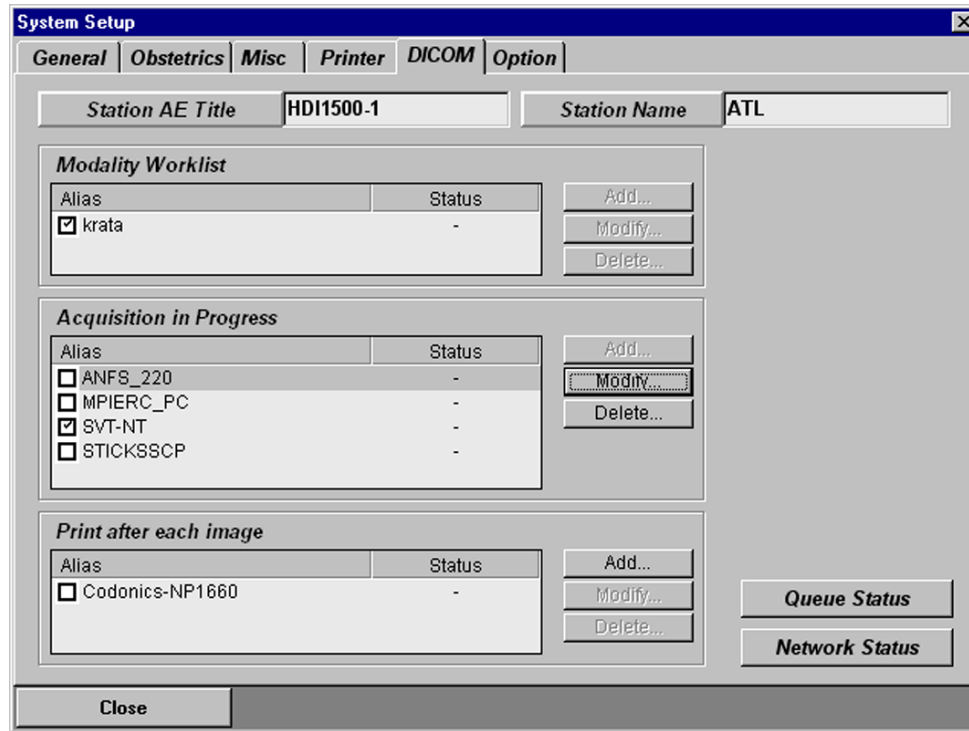 System Setup
General Obstetrics Misc Printer DICOM Option
Station AE Title HDI1500-1 Station Name ATL
Modality Worklist
Alias Status Add...
krata - Modify...
Delete...
Acquisition in Progress
Alias Status Add...
ANFS_220 - Modify...
MPIERC_PC - Delete...
SVT-NT -
STICKSSCP -
Print after each image
Alias Status Add...
Codonics-NP1660 - Modify...
Delete...
Queue Status
Network Status
Close